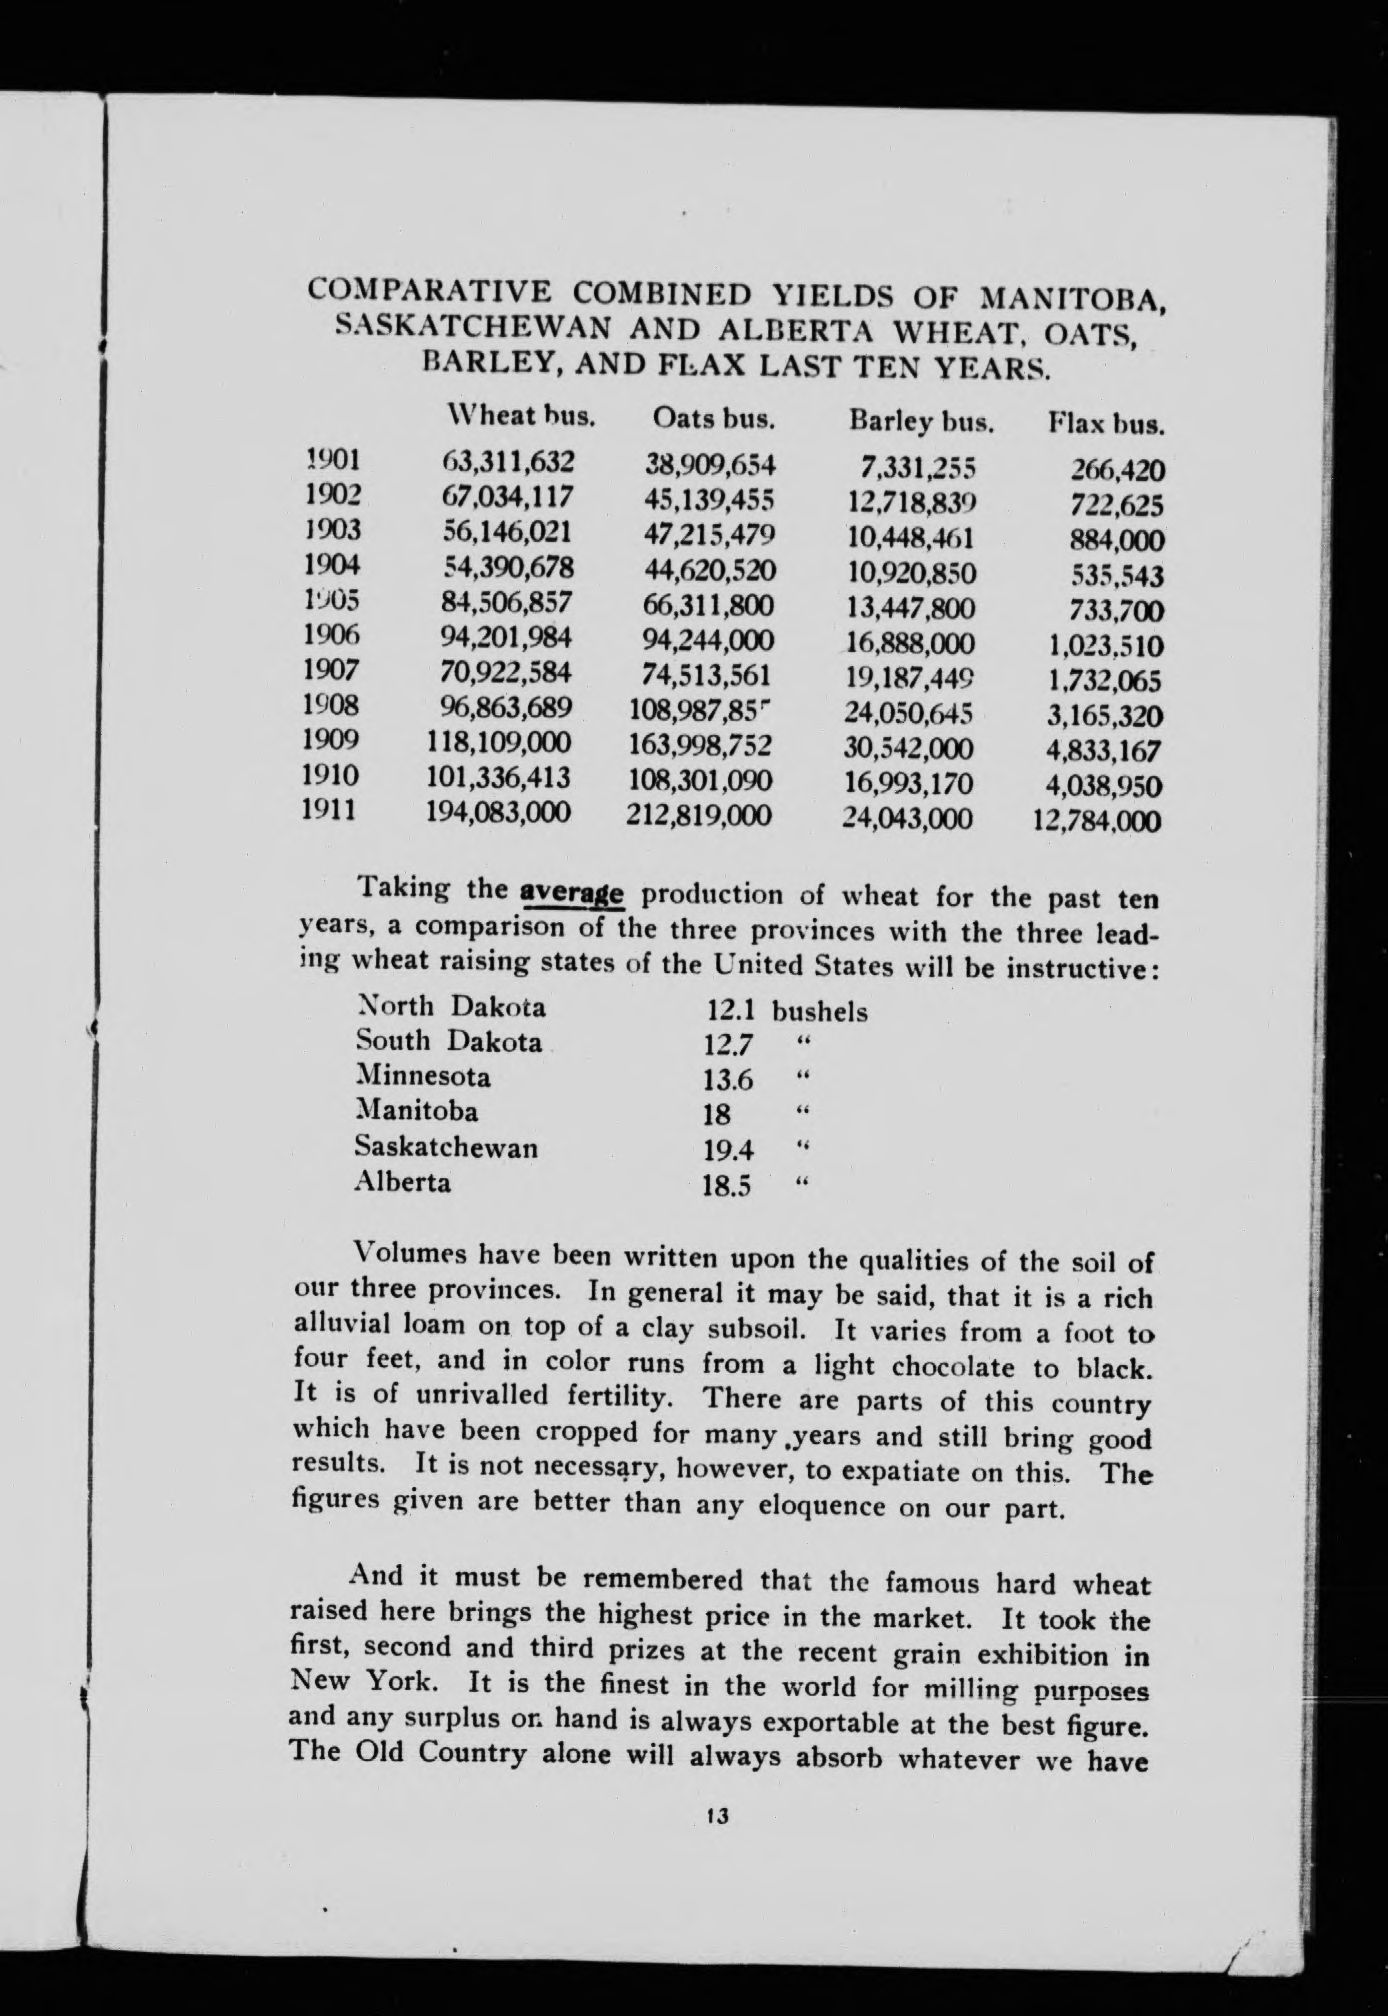 COMPARATIVE COMBINED YIELDS OF MANITOBA,
SASKATCHEWAN AND ALBERTA WHEAT, OATS,
BARLEY, AND FLAX LAST TEN YEARS.
Wheat bus. Oats bus. Barley bus. Flax bus.
1901 63,311,632 38,909,654 7,331,255 266,420
1902 67,034,117 45,139,455 12,718,839 722,625
1903 56,146,021 47,215,479 10,448,461 884,000
1904 54,390,678 44,620,520 10,920,850 535,543
1905 84,506,857 66,311,800 13,447,800 733,700
1906 94,201,984 94,244,000 16,888,000 1,023,510
1907 70,922,584 74,513,561 19,187,449 1,732,065
1908 96,863,689 24,050,645 3,165,320
1909 118,109,000 163,998,752 30,542,000 4,833,167
1910 101,336,413 108,301,090 16,993,170 4,038,950
1911 194,083,000 212,819,000 24,043,000 12,784,000
Taking the average production of wheat for the past ten
years, a comparison of the three provinces with the three lead-
ing wheat raising states of the United States will be instructive:
North Dakota 12.1 bushels
South Dakota 12.7 “
Minnesota 13.6 “
Manitoba 18 “
Saskatchewan 19.4 “
Alberta 18.5 “
Volumes have been written upon the qualities of the soil of
our three provinces. In general it may be said, that it is a rich
alluvial loam on top of a clay subsoil. It varies from a foot to
four feet, and in color runs from a light chocolate to black.
It is of unrivalled fertility. There are parts of this country
which have been cropped for many years and still bring good
results. It is not necessary, however, to expatiate on this. The
figures given are better than any eloquence on our part.
And it must be remembered that the famous hard wheat
raised here brings the highest price in the market. It took the
first, second and third prizes at the recent grain exhibition in
New York. It is the finest in the world for milling purposes
and any surplus on hand is always exportable at the best figure.
The Old Country alone will always absorb whatever we have
13